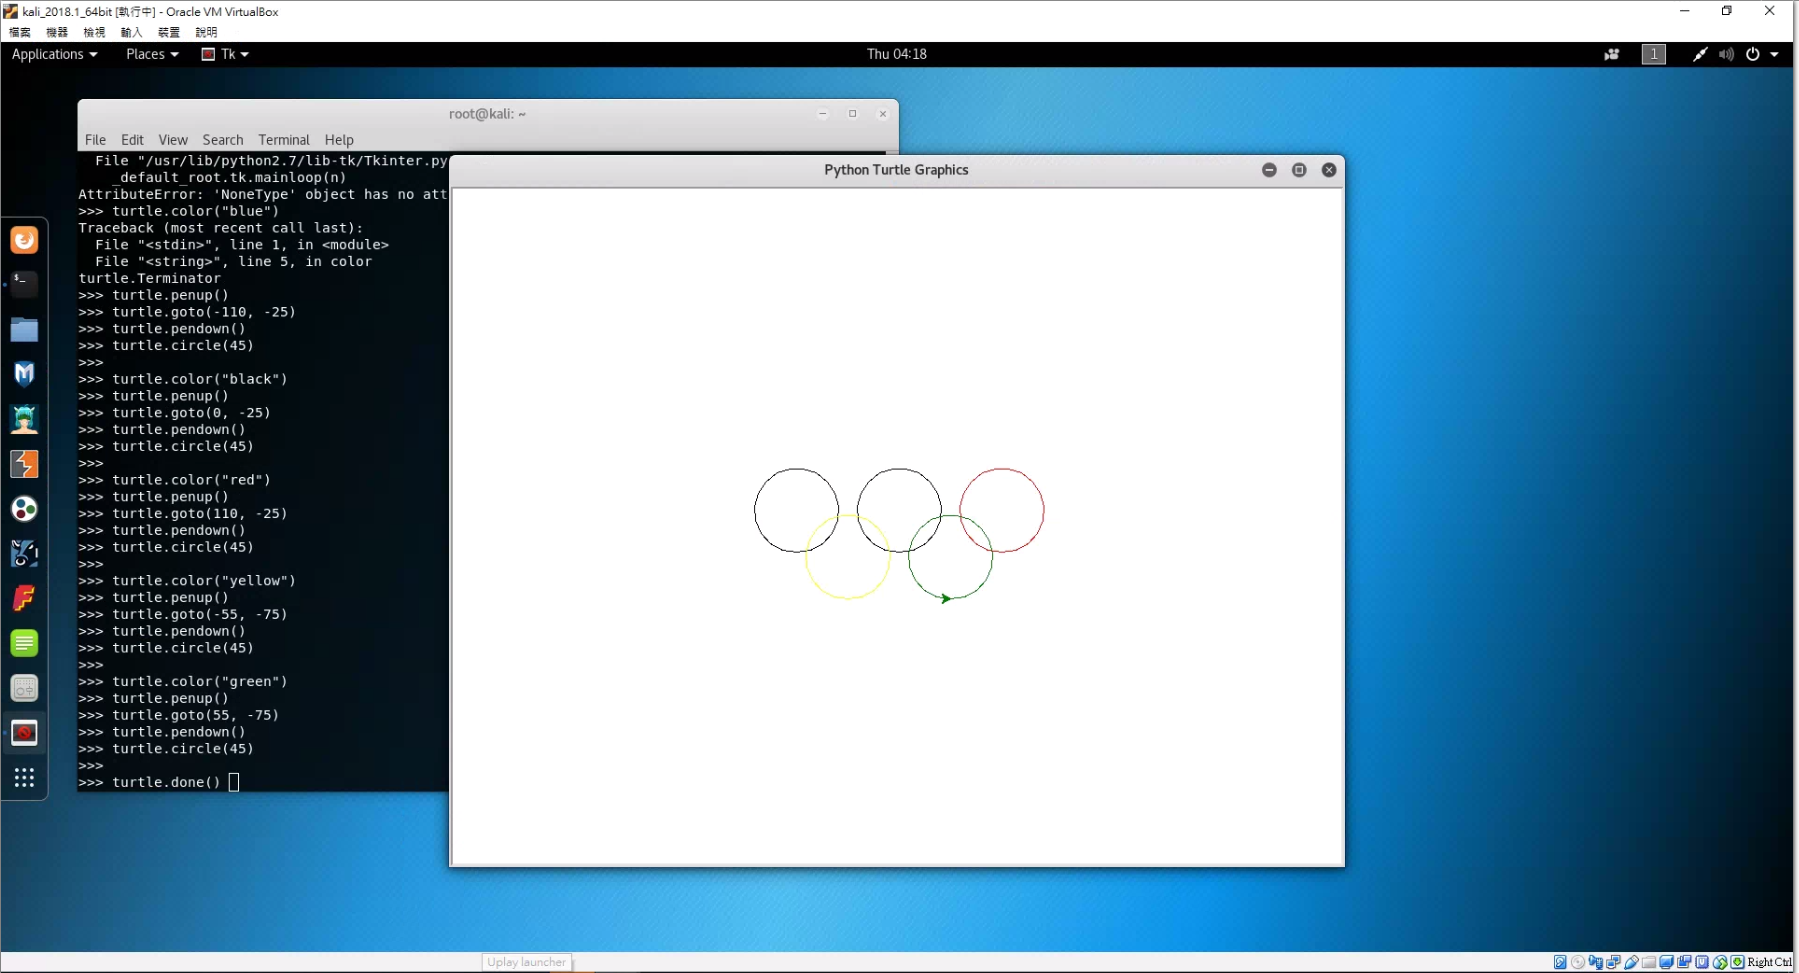 kali_2018.1_64bit [執行中] - Oracle VM VirtualBox
檔案 機器 檢視 輸入 裝置 說明
Applications Places Tk Thu 04:18 1
root@kali: ~
File Edit View Search Terminal Help
File "/usr/lib/python2.7/lib-tk/Tkinter.py
_default_root.tk.mainloop(n)
AttributeError: 'NoneType' object has no att
>>> turtle.color("blue")
Traceback (most recent call last):
File "<stdin>", line 1, in <module>
File "<string>", line 5, in color
turtle.Terminator
>>> turtle.penup()
>>> turtle.goto(-110, -25)
>>> turtle.pendown()
>>> turtle.circle(45)
>>>
>>> turtle.color("black")
>>> turtle.penup()
>>> turtle.goto(0, -25)
>>> turtle.pendown()
>>> turtle.circle(45)
>>>
>>> turtle.color("red")
>>> turtle.penup()
>>> turtle.goto(110, -25)
>>> turtle.pendown()
>>> turtle.circle(45)
>>>
>>> turtle.color("yellow")
>>> turtle.penup()
>>> turtle.goto(-55, -75)
>>> turtle.pendown()
>>> turtle.circle(45)
>>>
>>> turtle.color("green")
>>> turtle.penup()
>>> turtle.goto(55, -75)
>>> turtle.pendown()
>>> turtle.circle(45)
>>>
>>> turtle.done()
Python Turtle Graphics
Uplay launcher
Right Ctrl